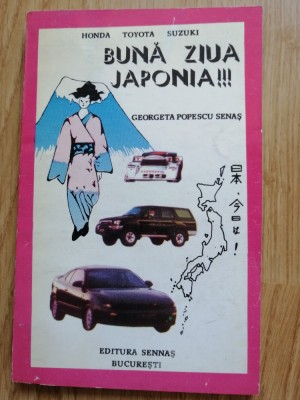 HONDA TOYOTA SUZUKI
BUNĂ ZIUA
JAPONIA!!!
GEORGETA POPESCU SENAȘ
日本、今日は!
EDITURA SENNAȘ
BUCUREȘTI